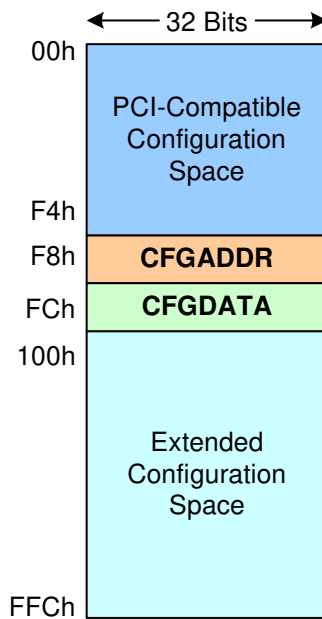 32 Bits
00h
PCI-Compatible
Configuration
Space
F4h
F8h
CFGADDR
FCh
CFGDATA
100h
Extended
Configuration
Space
FFCh